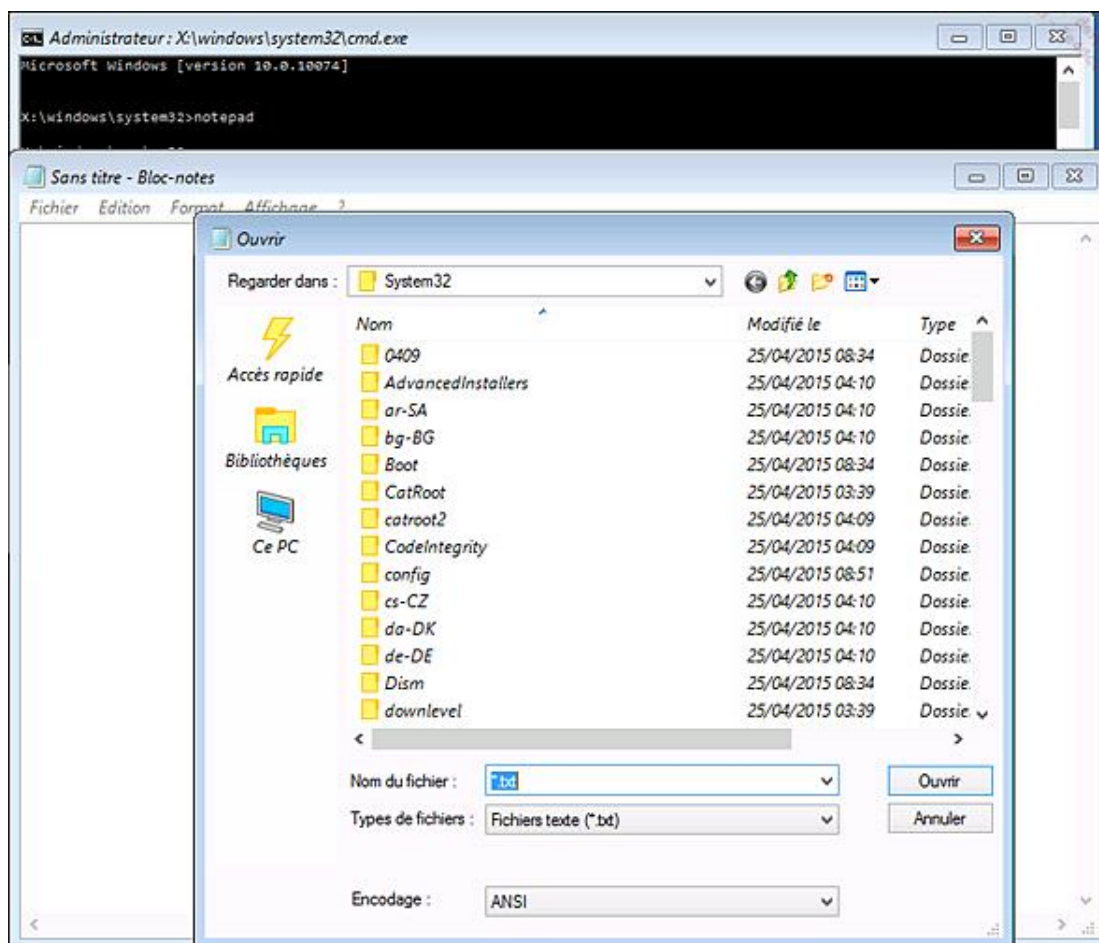 Administrateur : X:\windows\system32\cmd.exe
Microsoft Windows [version 10.0.10074]
X:\windows\system32>notepad
Sans titre - Bloc-notes
Fichier Edition Format Affichage ?
Ouvrir
Regarder dans : System32
Nom Modifié le Type
0409 25/04/2015 08:34 Dossie
AdvancedInstallers 25/04/2015 04:10 Dossie
ar-SA 25/04/2015 04:10 Dossie
bg-BG 25/04/2015 04:10 Dossie
Boot 25/04/2015 08:34 Dossie
CatRoot 25/04/2015 03:39 Dossie
catroot2 25/04/2015 04:09 Dossie
CodeIntegrity 25/04/2015 04:09 Dossie
config 25/04/2015 08:51 Dossie
cs-CZ 25/04/2015 04:10 Dossie
da-DK 25/04/2015 04:10 Dossie
de-DE 25/04/2015 04:10 Dossie
Dism 25/04/2015 08:34 Dossie
downlevel 25/04/2015 03:39 Dossie
Accès rapide
Bibliothèques
Ce PC
Nom du fichier : *.txt Ouvrir
Types de fichiers : Fichiers texte (*.txt) Annuler
Encodage : ANSI